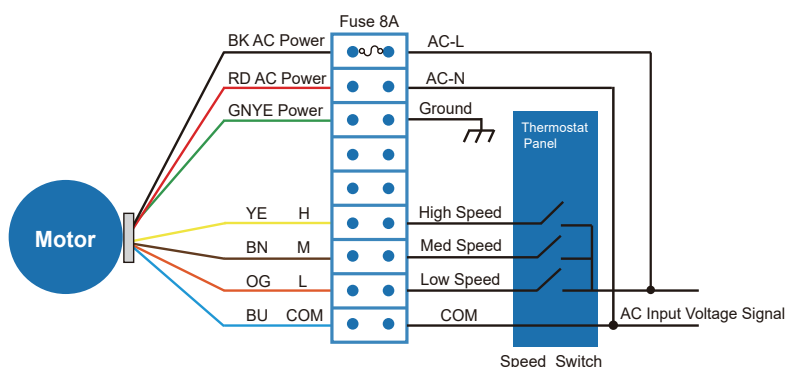 Fuse 8A
BK AC Power AC-L
RD AC Power AC-N
GNYE Power Ground
Thermostat
Panel
YE H High Speed
BN M Med Speed
Motor
OG L Low Speed
BU COM COM AC Input Voltage Signal
Speed Switch